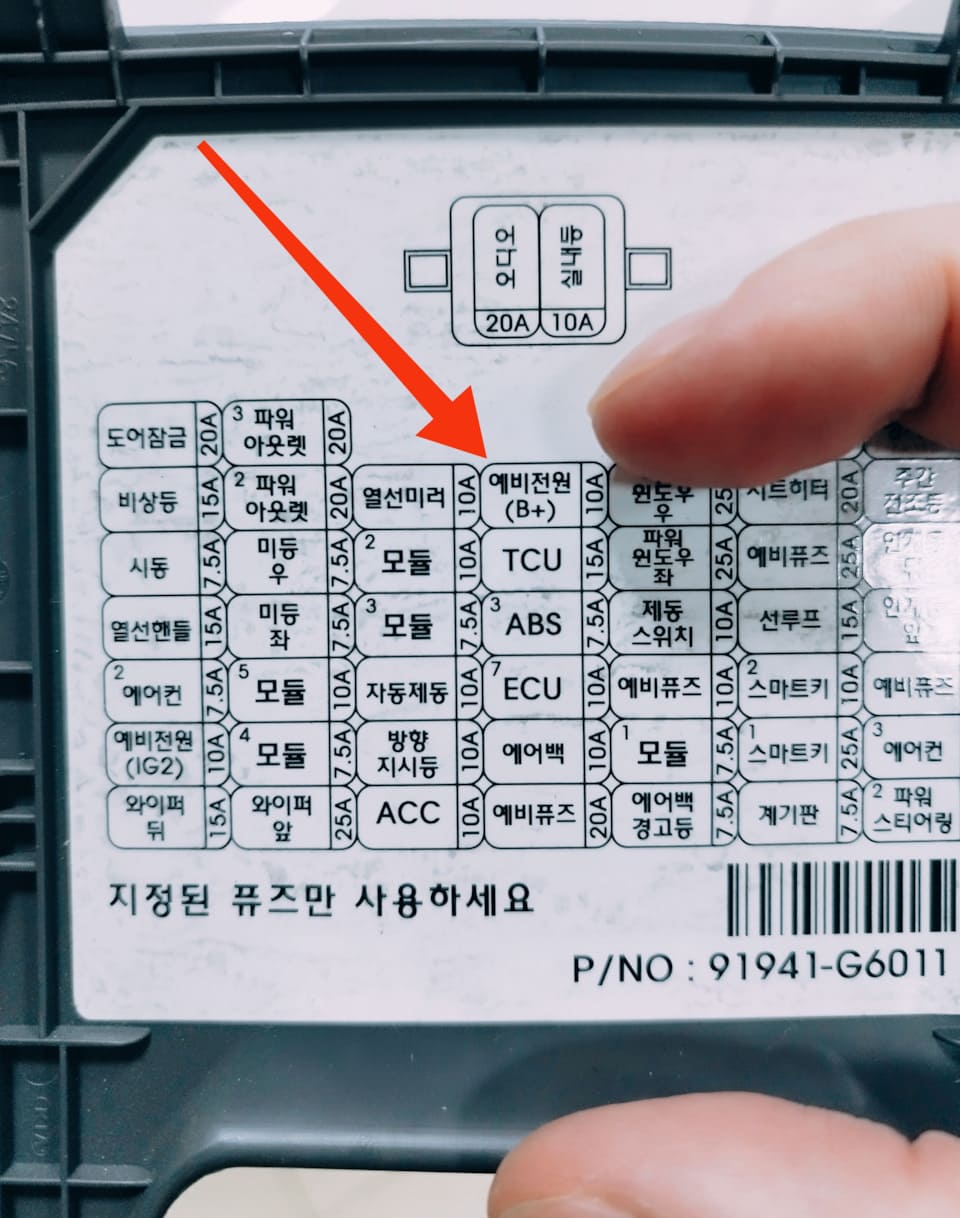 오디오 실내등
20A 10A
도어잠금 20A 3 파워 아웃렛 20A
비상등 15A 2 파워 아웃렛 20A 열선미러 10A 예비전원 (B+) 10A 윈도우 우 25 시트히터 20A 주간 전조등
시동 7.5A 미등 우 7.5A 2 모듈 10A TCU 15A 파워 윈도우 좌 25A 예비퓨즈 25A
열선핸들 15A 미등 좌 7.5A 3 모듈 7.5A 3 ABS 7.5A 제동 스위치 10A 선루프 15A
2 에어컨 7.5A 5 모듈 10A 자동제동 10A 7 ECU 10A 예비퓨즈 10A 2 스마트키 10A 예비퓨즈
예비전원 (IG2) 10A 4 모듈 7.5A 방향 지시등 10A 에어백 10A 1 모듈 7.5A 1 스마트키 25A 3 에어컨
와이퍼 뒤 15A 와이퍼 앞 25A ACC 10A 예비퓨즈 20A 에어백 경고등 7.5A 계기판 7.5A 2 파워 스티어링
지정된 퓨즈만 사용하세요
P/NO : 91941-G6011